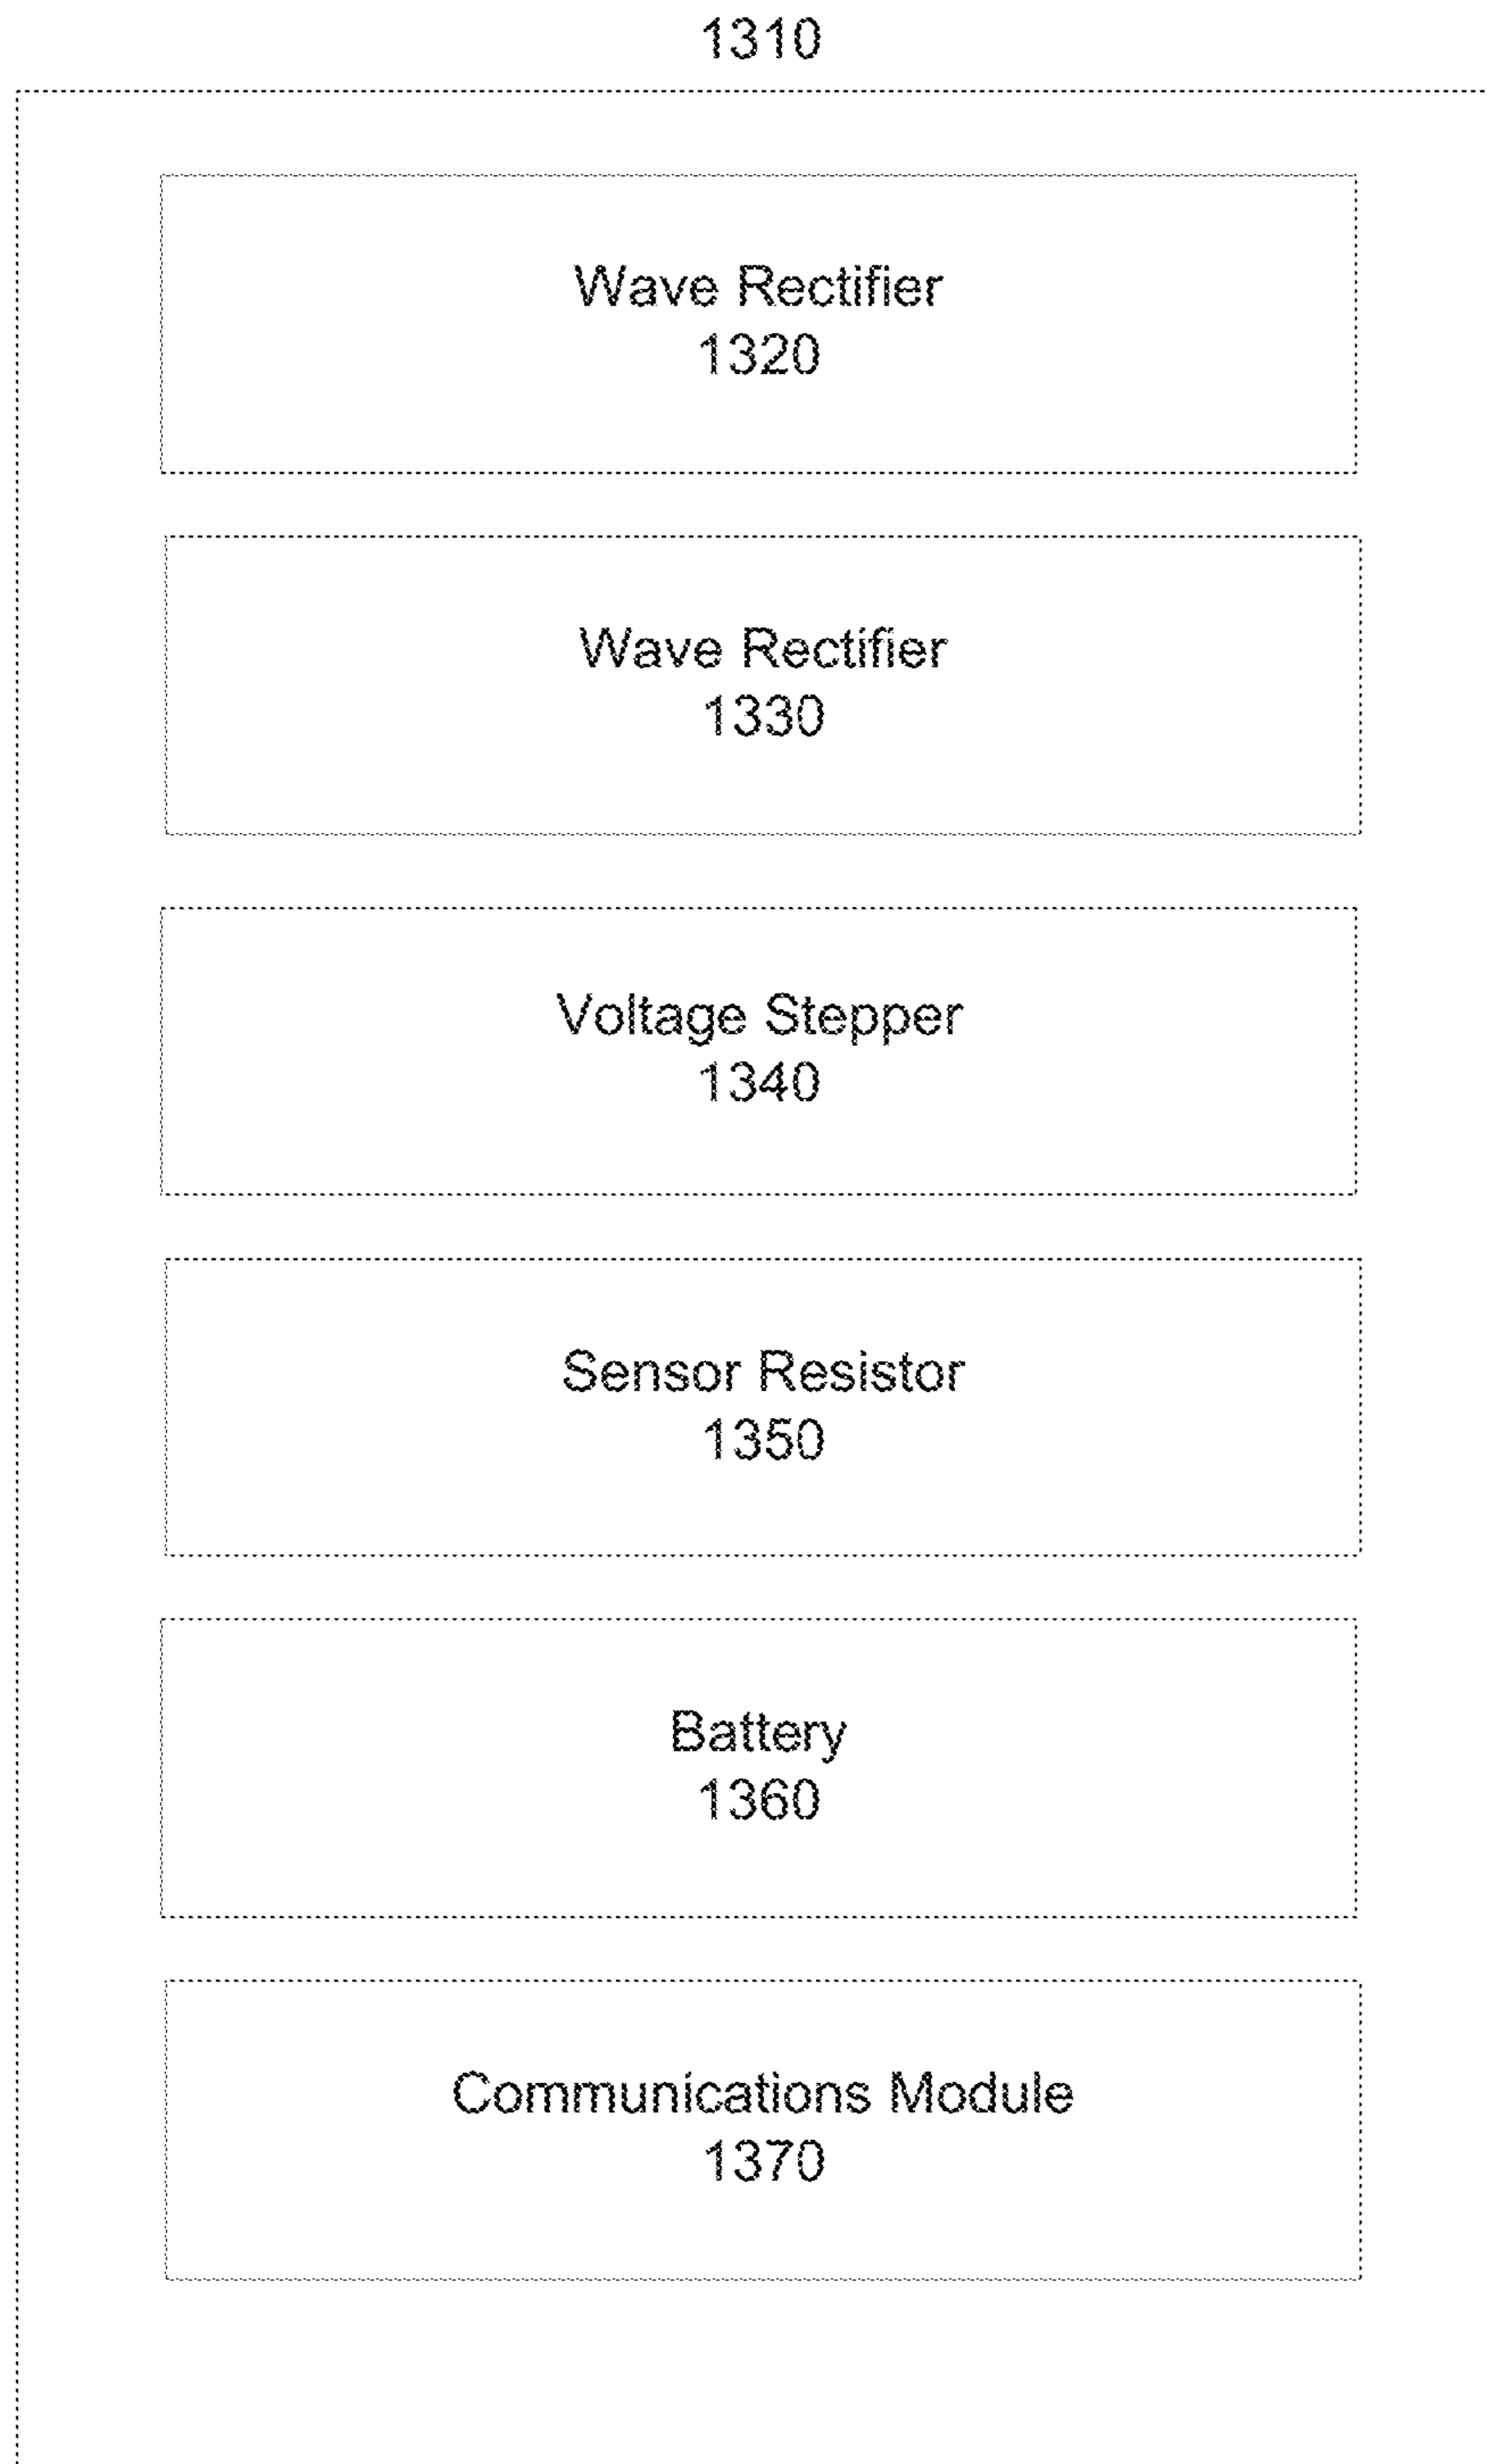 1310
Wave Rectifier
1320
Wave Rectifier
1330
Voltage Stepper
1340
Sensor Resistor
1350
Battery
1360
Communications Module
1370